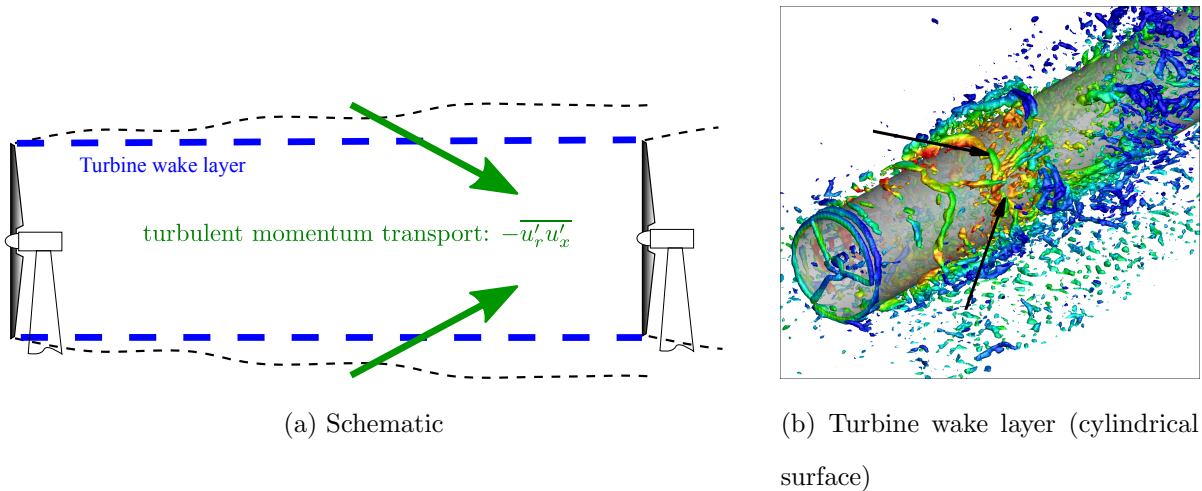 Turbine wake layer
turbulent momentum transport: $-\overline{u_r' u_x'}$
(a) Schematic
(b) Turbine wake layer (cylindrical
surface)